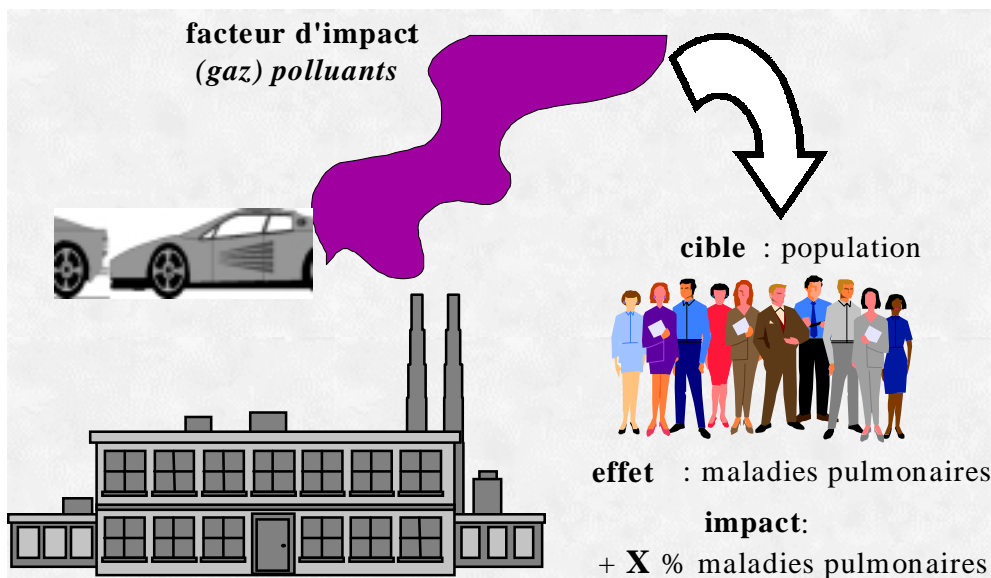 facteur d'impact
(gaz) polluants
cible : population
effet : maladies pulmonaires
impact:
+ X % maladies pulmonaires